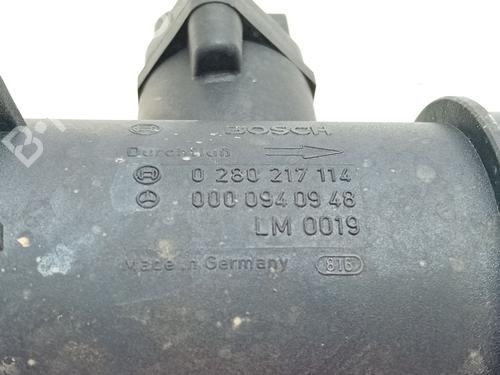 BOSCH
Durchfluß
0 280 217 114
000 094 09 48
LM 0019
Made in Germany 816